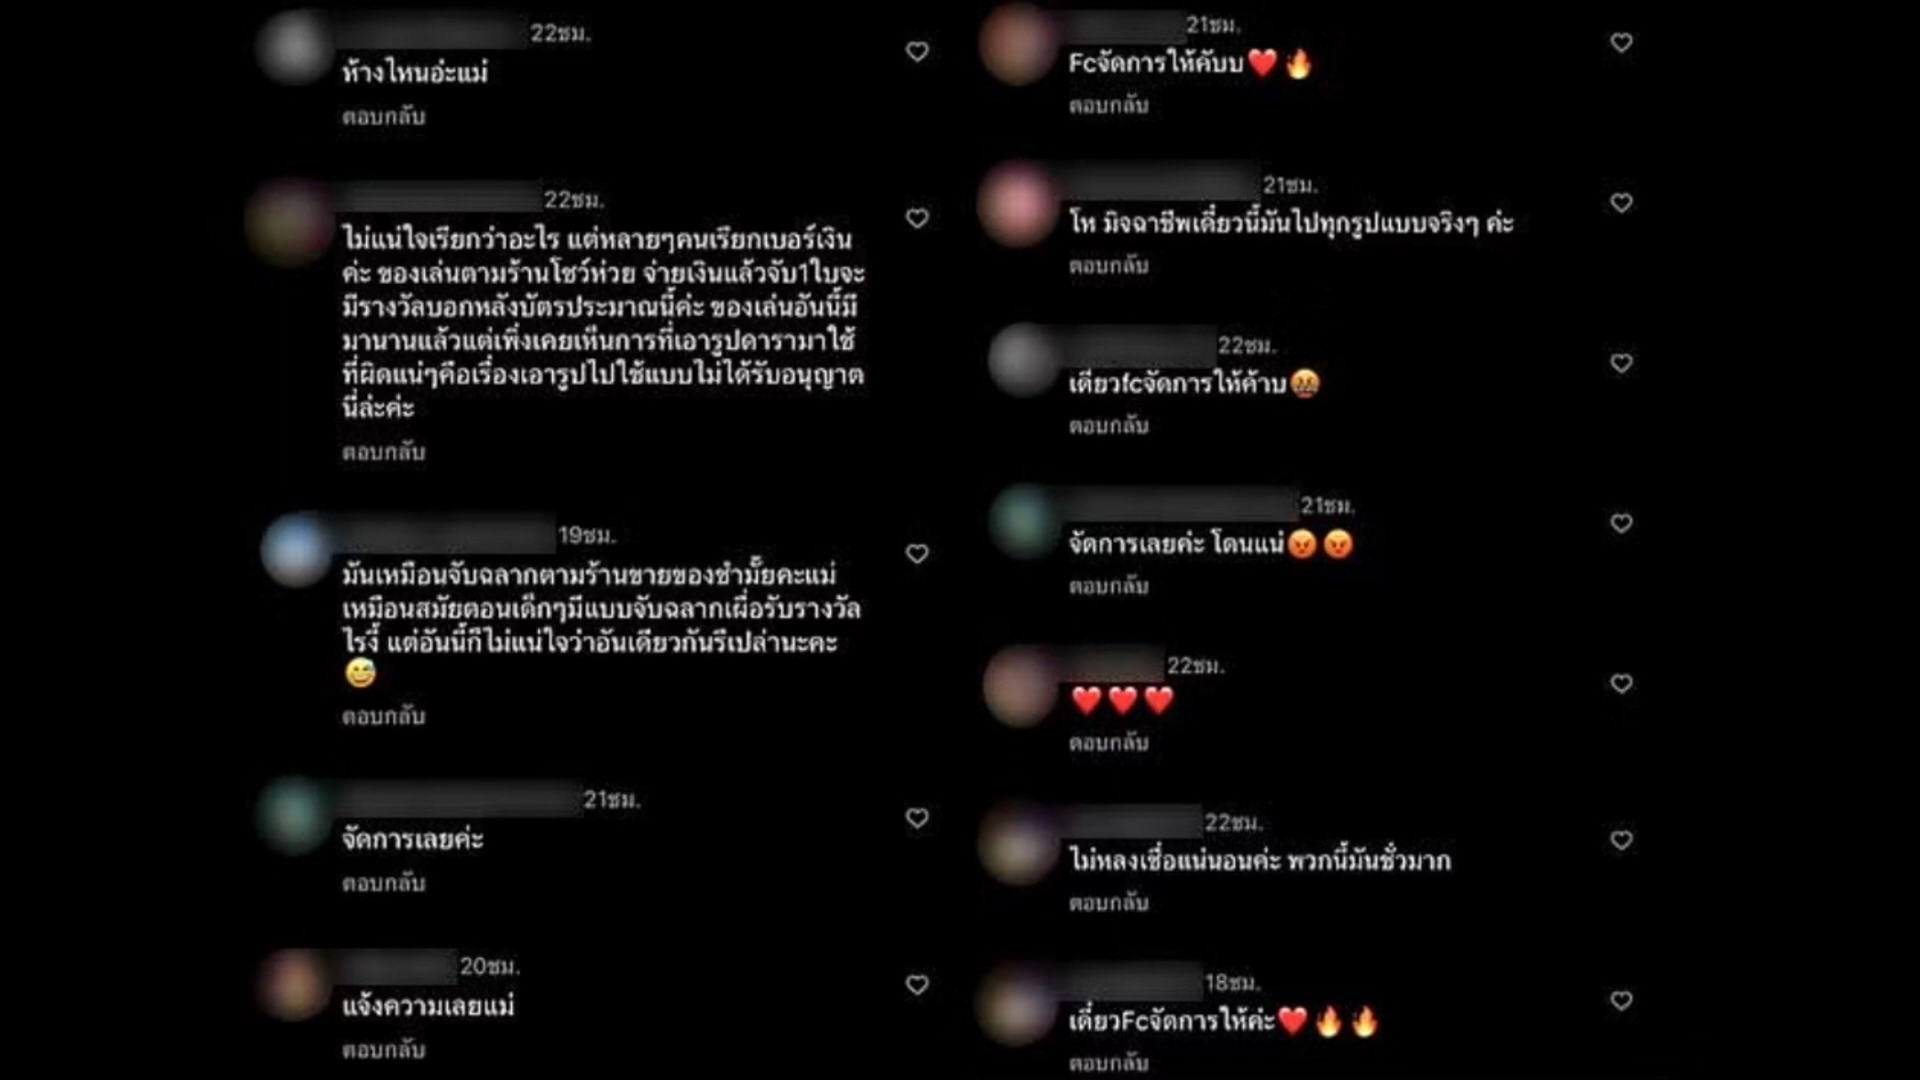 22ชม.
ห้างไหนอ่ะแม่
ตอบกลับ
22ชม.
ไม่แน่ใจเรียกว่าอะไร แต่หลายๆคนเรียกเบอร์เงิน
ค่ะ ของเล่นตามร้านโชว์ห่วย จ่ายเงินแล้วจับ1ใบจะ
มีรางวัลบอกหลังบัตรประมาณนี้ค่ะ ของเล่นอันนี้มี
มานานแล้วแต่เพิ่งเคยเห็นการที่เอารูปดารามาใช้
ที่ผิดแน่ๆคือเรื่องเอารูปไปใช้แบบไม่ได้รับอนุญาต
นี่ล่ะค่ะ
ตอบกลับ
19ชม.
มันเหมือนจับฉลากตามร้านขายของชำมั๊ยคะแม่
เหมือนสมัยตอนเด็กๆมีแบบจับฉลากเผื่อรับรางวัล
ไรงี้ แต่อันนี้ก็ไม่แน่ใจว่าอันเดียวกันรึเปล่านะคะ
😅
ตอบกลับ
21ชม.
จัดการเลยค่ะ
ตอบกลับ
20ชม.
แจ้งความเลยแม่
ตอบกลับ
21ชม.
Fcจัดการให้คับบ❤️🔥
ตอบกลับ
21ชม.
โห มิจฉาชีพเดี๋ยวนี้มันไปทุกรูปแบบจริงๆ ค่ะ
ตอบกลับ
22ชม.
เดียวfcจัดการให้ค้าบ🤬
ตอบกลับ
21ชม.
จัดการเลยค่ะ โดนแน่😡😡
ตอบกลับ
22ชม.
❤️❤️❤️
ตอบกลับ
22ชม.
ไม่หลงเชื่อแน่นอนค่ะ พวกนี้มันชั่วมาก
ตอบกลับ
18ชม.
เดี๋ยวFcจัดการให้ค่ะ❤️🔥🔥
ตอบกลับ